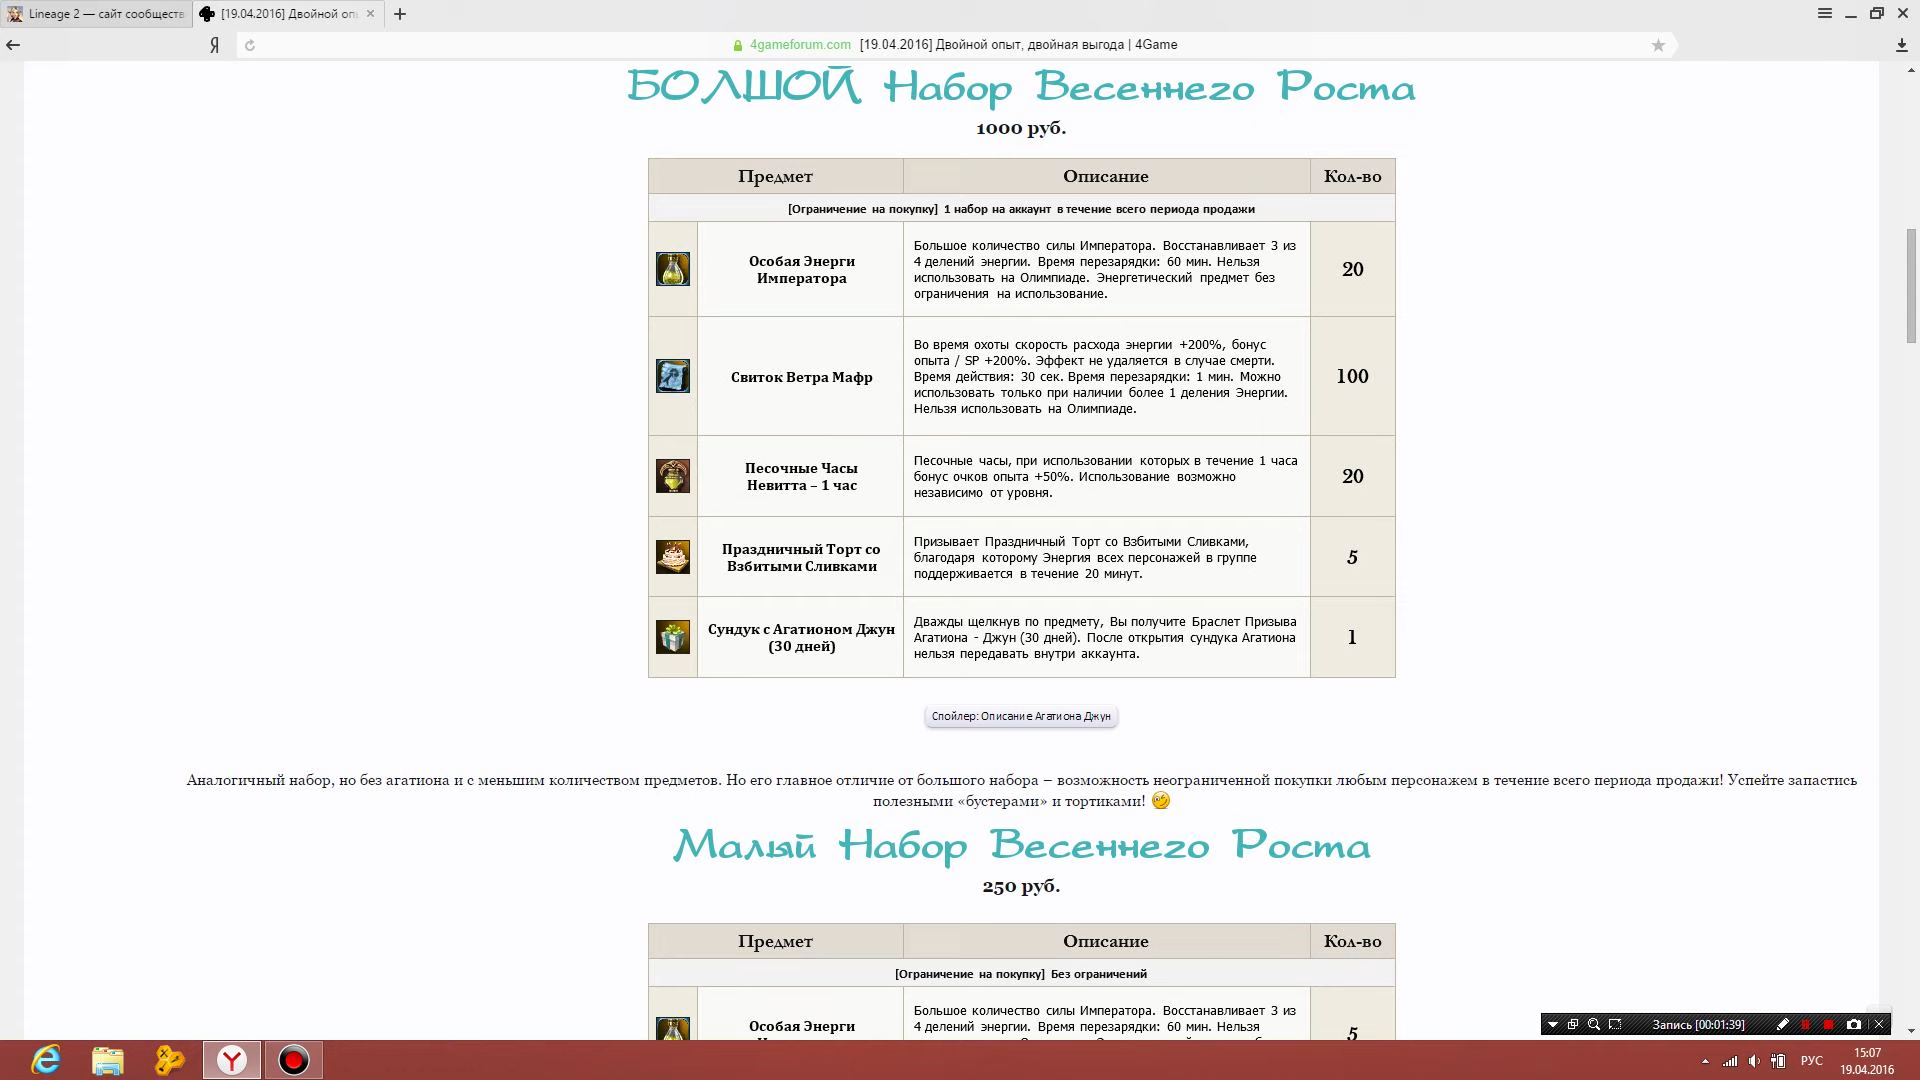 Lineage 2 — сайт сообществ
[19.04.2016] Двойной опы
Я
4gameforum.com [19.04.2016] Двойной опыт, двойная выгода | 4Game
БОЛШОЙ Набор Весеннего Роста
1000 руб.
Предмет Описание Кол-во
[Ограничение на покупку] 1 набор на аккаунт в течение всего периода продажи
Особая Энерги
Императора
Большое количество силы Императора. Восстанавливает 3 из
4 делений энергии. Время перезарядки: 60 мин. Нельзя
использовать на Олимпиаде. Энергетический предмет без
ограничения на использование.
20
Свиток Ветра Мафр
Во время охоты скорость расхода энергии +200%, бонус
опыта / SP +200%. Эффект не удаляется в случае смерти.
Время действия: 30 сек. Время перезарядки: 1 мин. Можно
использовать только при наличии более 1 деления Энергии.
Нельзя использовать на Олимпиаде.
100
Песочные Часы
Невитта – 1 час
Песочные часы, при использовании которых в течение 1 часа
бонус очков опыта +50%. Использование возможно
независимо от уровня.
20
Праздничный Торт со
Взбитыми Сливками
Призывает Праздничный Торт со Взбитыми Сливками,
благодаря которому Энергия всех персонажей в группе
поддерживается в течение 20 минут.
5
Сундук с Агатионом Джун
(30 дней)
Дважды щелкнув по предмету, Вы получите Браслет Призыва
Агатиона - Джун (30 дней). После открытия сундука Агатиона
нельзя передавать внутри аккаунта.
1
Спойлер: Описание Агатиона Джун
Аналогичный набор, но без агатиона и с меньшим количеством предметов. Но его главное отличие от большого набора – возможность неограниченной покупки любым персонажем в течение всего периода продажи! Успейте запастись
полезными «бустерами» и тортиками!
Малый Набор Весеннего Роста
250 руб.
Предмет Описание Кол-во
[Ограничение на покупку] Без ограничений
Особая Энерги
Большое количество силы Императора. Восстанавливает 3 из
4 делений энергии. Время перезарядки: 60 мин. Нельзя
5
Запись [00:01:39]
РУС
15:07
19.04.2016